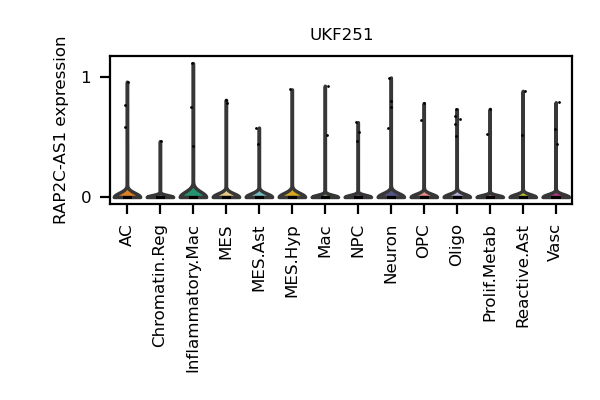 UKF251
RAP2C-AS1 expression
1
0
AC
Chromatin.Reg
Inflammatory.Mac
MES
MES.Ast
MES.Hyp
Mac
NPC
Neuron
OPC
Oligo
Prolif.Metab
Reactive.Ast
Vasc